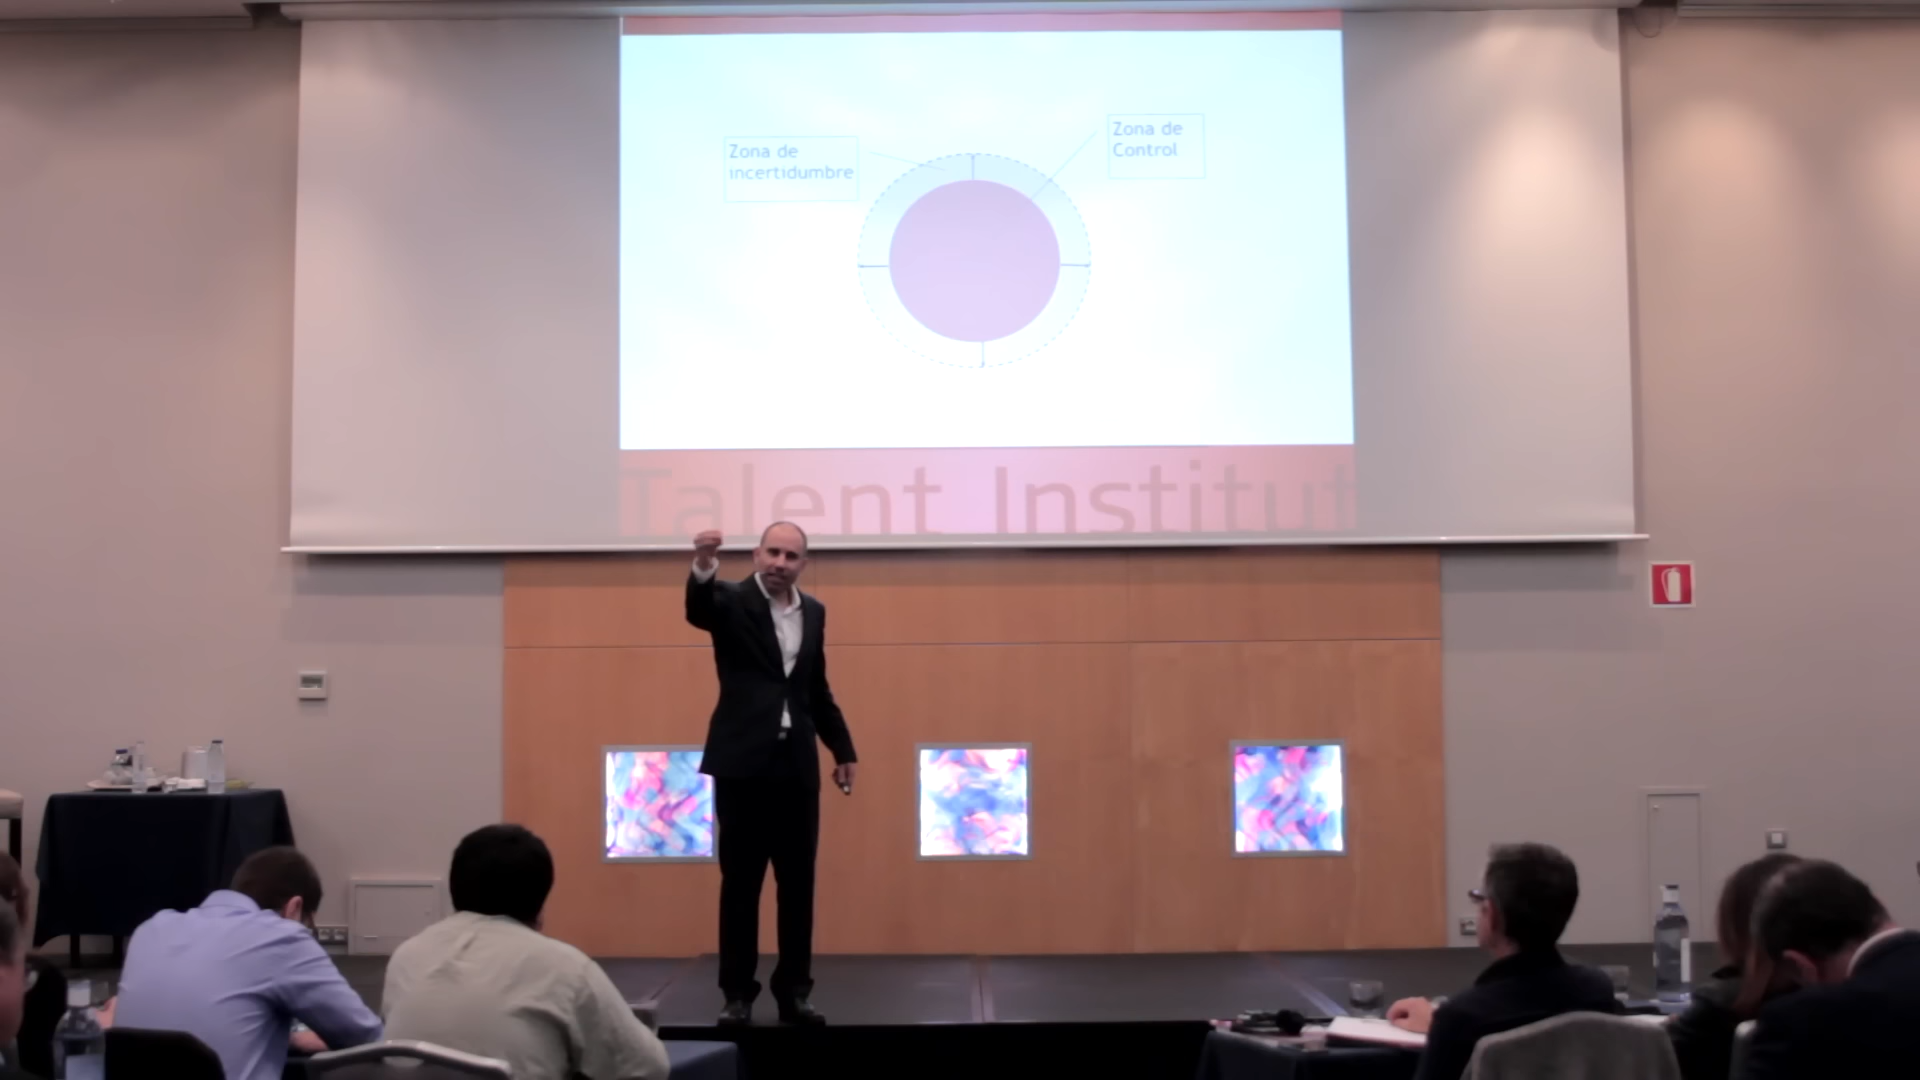 Zona de
incertidumbre
Zona de
Control
Talent Institut